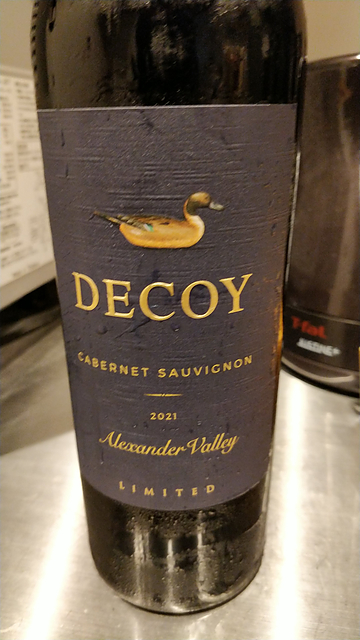 DECOY
CABERNET SAUVIGNON
2021
Alexander Valley
LIMITED
T-fal